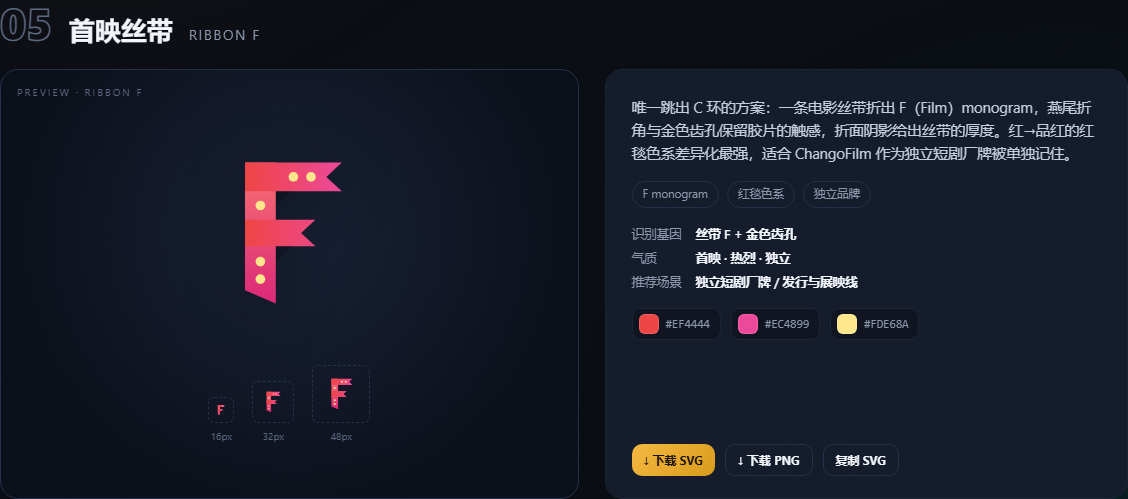 05 首映丝带 RIBBON F
PREVIEW · RIBBON F
F
16px
32px
48px
唯一跳出 C 环的方案：一条电影丝带折出 F（Film）monogram，燕尾折
角与金色齿孔保留胶片的触感，折面阴影给出丝带的厚度。红→品红的红
毯色系差异化最强，适合 ChangoFilm 作为独立短剧厂牌被单独记住。
F monogram 红毯色系 独立品牌
识别基因 丝带 F + 金色齿孔
气质 首映 · 热烈 · 独立
推荐场景 独立短剧厂牌 / 发行与展映线
#EF4444 #EC4899 #FDE68A
↓ 下载 SVG ↓ 下载 PNG 复制 SVG